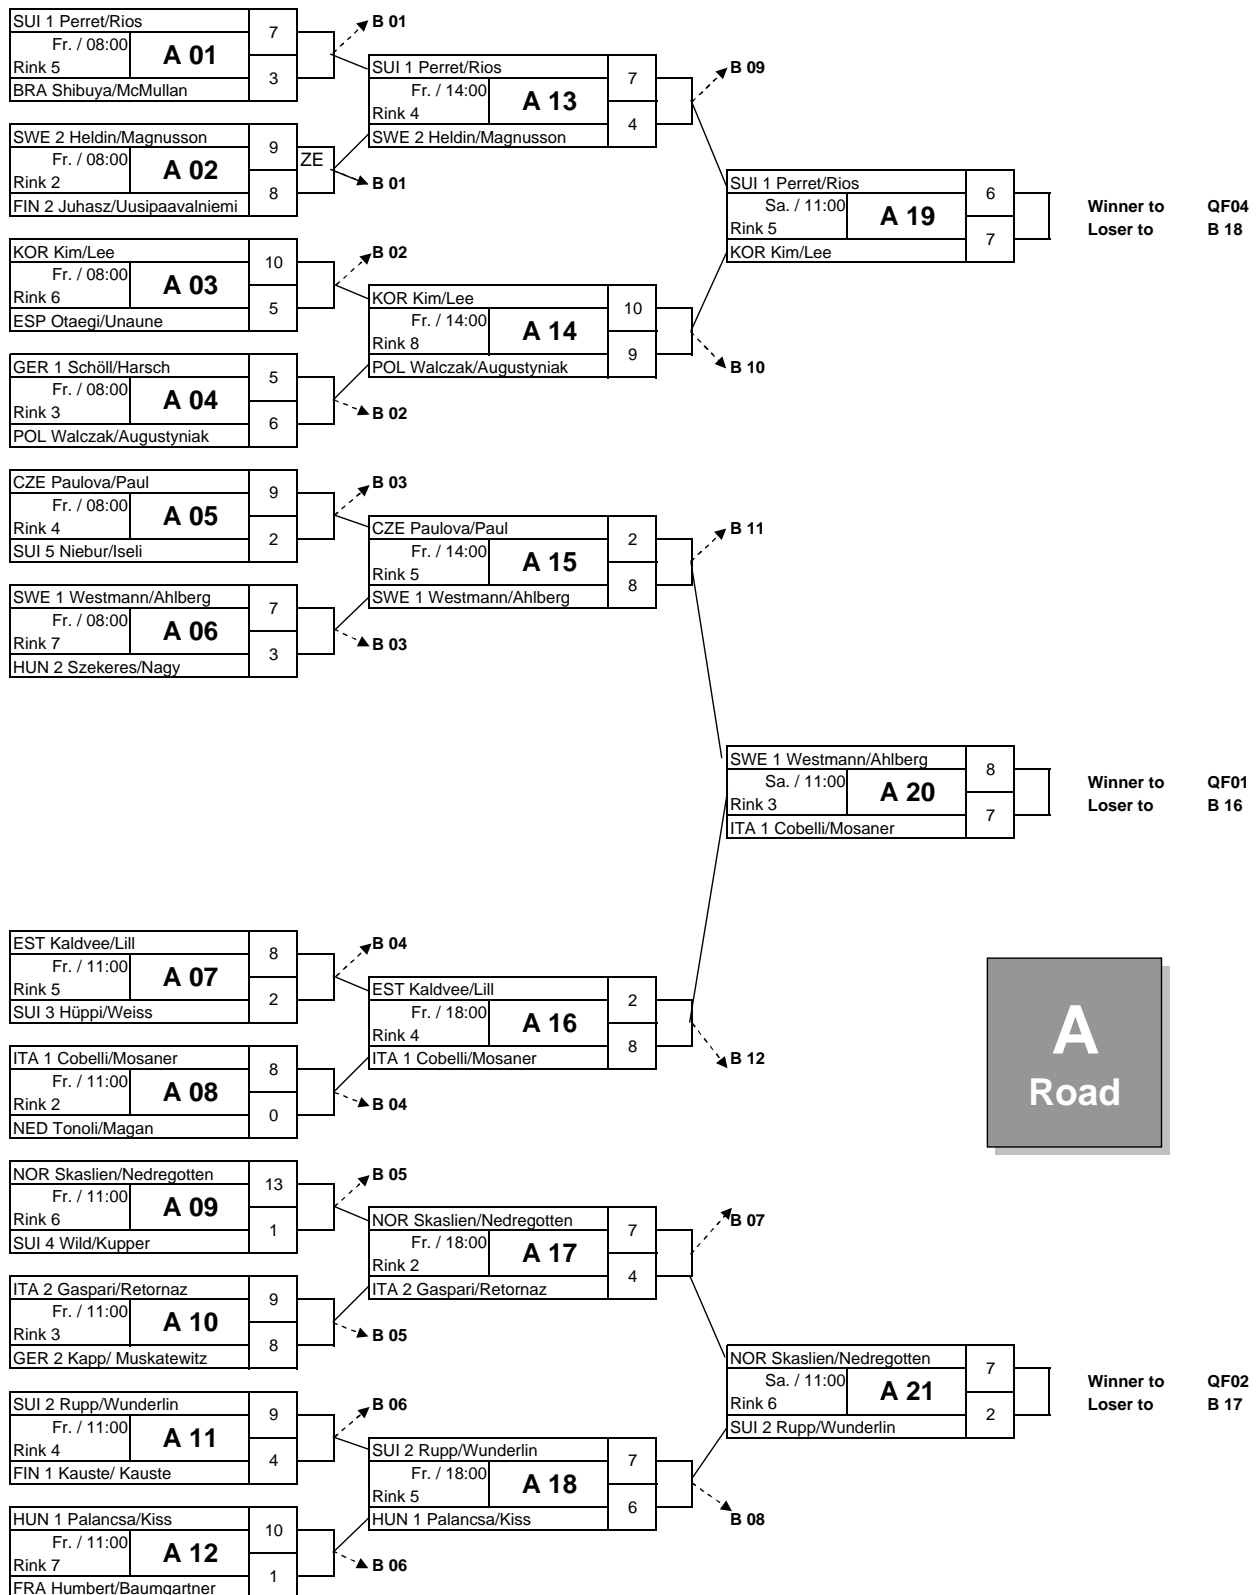 SUI 1 Perret/Rios
7
Fr. / 08:00
A 01
Rink 5
3
BRA Shibuya/McMullan
B 01
SWE 2 Heldin/Magnusson
9
Fr. / 08:00
A 02
ZE
Rink 2
8
FIN 2 Juhasz/Uusipaavalniemi
B 01
KOR Kim/Lee
10
Fr. / 08:00
A 03
Rink 6
5
ESP Otaegi/Unaune
B 02
GER 1 Schöll/Harsch
5
Fr. / 08:00
A 04
Rink 3
6
POL Walczak/Augustyniak
B 02
CZE Paulova/Paul
9
Fr. / 08:00
A 05
Rink 4
2
SUI 5 Niebur/Iseli
B 03
SWE 1 Westmann/Ahlberg
7
Fr. / 08:00
A 06
Rink 7
3
HUN 2 Szekeres/Nagy
B 03
EST Kaldvee/Lill
8
Fr. / 11:00
A 07
Rink 5
2
SUI 3 Hüppi/Weiss
B 04
ITA 1 Cobelli/Mosaner
8
Fr. / 11:00
A 08
Rink 2
0
NED Tonoli/Magan
B 04
NOR Skaslien/Nedregotten
13
Fr. / 11:00
A 09
Rink 6
1
SUI 4 Wild/Kupper
B 05
ITA 2 Gaspari/Retornaz
9
Fr. / 11:00
A 10
Rink 3
8
GER 2 Kapp/ Muskatewitz
B 05
SUI 2 Rupp/Wunderlin
9
Fr. / 11:00
A 11
Rink 4
4
FIN 1 Kauste/ Kauste
B 06
HUN 1 Palancsa/Kiss
10
Fr. / 11:00
A 12
Rink 7
1
FRA Humbert/Baumgartner
B 06
SUI 1 Perret/Rios
7
Fr. / 14:00
A 13
Rink 4
4
SWE 2 Heldin/Magnusson
B 09
KOR Kim/Lee
10
Fr. / 14:00
A 14
Rink 8
9
POL Walczak/Augustyniak
B 10
CZE Paulova/Paul
2
Fr. / 14:00
A 15
Rink 5
8
SWE 1 Westmann/Ahlberg
B 11
EST Kaldvee/Lill
2
Fr. / 18:00
A 16
Rink 4
8
ITA 1 Cobelli/Mosaner
B 12
NOR Skaslien/Nedregotten
7
Fr. / 18:00
A 17
Rink 2
4
ITA 2 Gaspari/Retornaz
B 07
SUI 2 Rupp/Wunderlin
7
Fr. / 18:00
A 18
Rink 5
6
HUN 1 Palancsa/Kiss
B 08
SUI 1 Perret/Rios
6
Sa. / 11:00
A 19
Rink 5
7
KOR Kim/Lee
Winner to QF04
Loser to B 18
SWE 1 Westmann/Ahlberg
8
Sa. / 11:00
A 20
Rink 3
7
ITA 1 Cobelli/Mosaner
Winner to QF01
Loser to B 16
A
Road
NOR Skaslien/Nedregotten
7
Sa. / 11:00
A 21
Rink 6
2
SUI 2 Rupp/Wunderlin
Winner to QF02
Loser to B 17